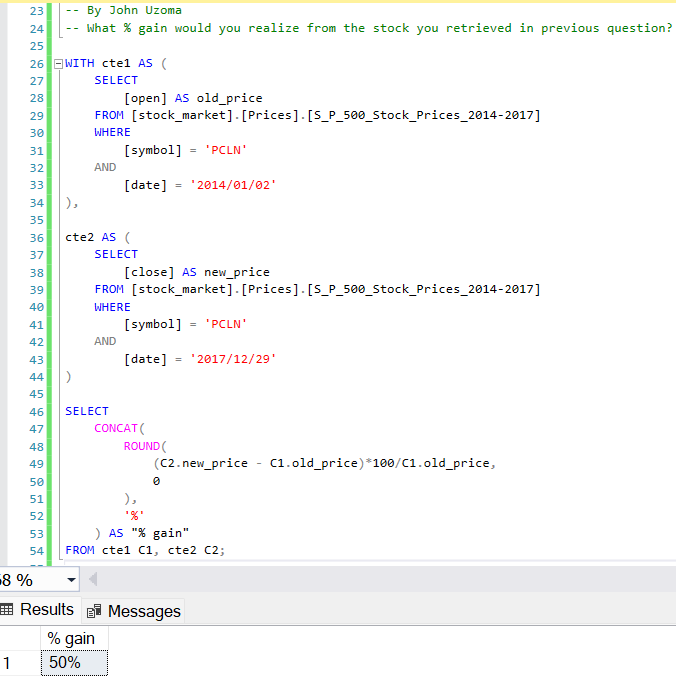 23 -- By John Uzoma
24 -- What % gain would you realize from the stock you retrieved in previous question?
25
26 WITH cte1 AS (
27 SELECT
28 [open] AS old_price
29 FROM [stock_market].[Prices].[S_P_500_Stock_Prices_2014-2017]
30 WHERE
31 [symbol] = 'PCLN'
32 AND
33 [date] = '2014/01/02'
34 ),
35
36 cte2 AS (
37 SELECT
38 [close] AS new_price
39 FROM [stock_market].[Prices].[S_P_500_Stock_Prices_2014-2017]
40 WHERE
41 [symbol] = 'PCLN'
42 AND
43 [date] = '2017/12/29'
44 )
45
46 SELECT
47 CONCAT(
48 ROUND(
49 (C2.new_price - C1.old_price)*100/C1.old_price,
50 0
51 ),
52 '%'
53 ) AS "% gain"
54 FROM cte1 C1, cte2 C2;
8 %
Results Messages
% gain
1 50%